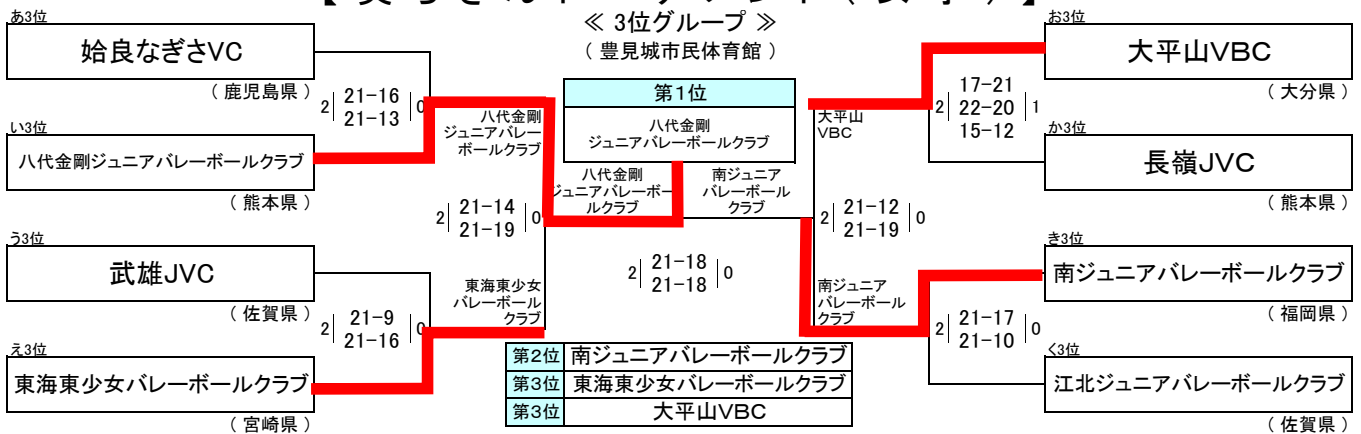 ≪ 3位グループ ≫
（ 豊見城市民体育館 ）
あ3位
始良なぎさVC
（ 鹿児島県 ）
2 21-16 0
21-13
い3位
八代金剛ジュニアバレーボールクラブ
（ 熊本県 ）
八代金剛
ジュニアバレー
ボールクラブ
2 21-14 0
21-19
う3位
武雄JVC
（ 佐賀県 ）
2 21-9 0
21-16
え3位
東海東少女バレーボールクラブ
（ 宮崎県 ）
東海東少女
バレーボール
クラブ
第1位
八代金剛
ジュニアバレーボールクラブ
八代金剛
ジュニアバレーボー
ルクラブ
南ジュニア
バレーボール
クラブ
2 21-18 0
21-18
第2位 南ジュニアバレーボールクラブ
第3位 東海東少女バレーボールクラブ
第3位 大平山VBC
大平山
VBC
2 21-12 0
21-19
南ジュニア
バレーボール
クラブ
お3位
大平山VBC
（ 大分県 ）
17-21
2 22-20 1
15-12
か3位
長嶺JVC
（ 熊本県 ）
き3位
南ジュニアバレーボールクラブ
（ 福岡県 ）
2 21-17 0
21-10
く3位
江北ジュニアバレーボールクラブ
（ 佐賀県 ）